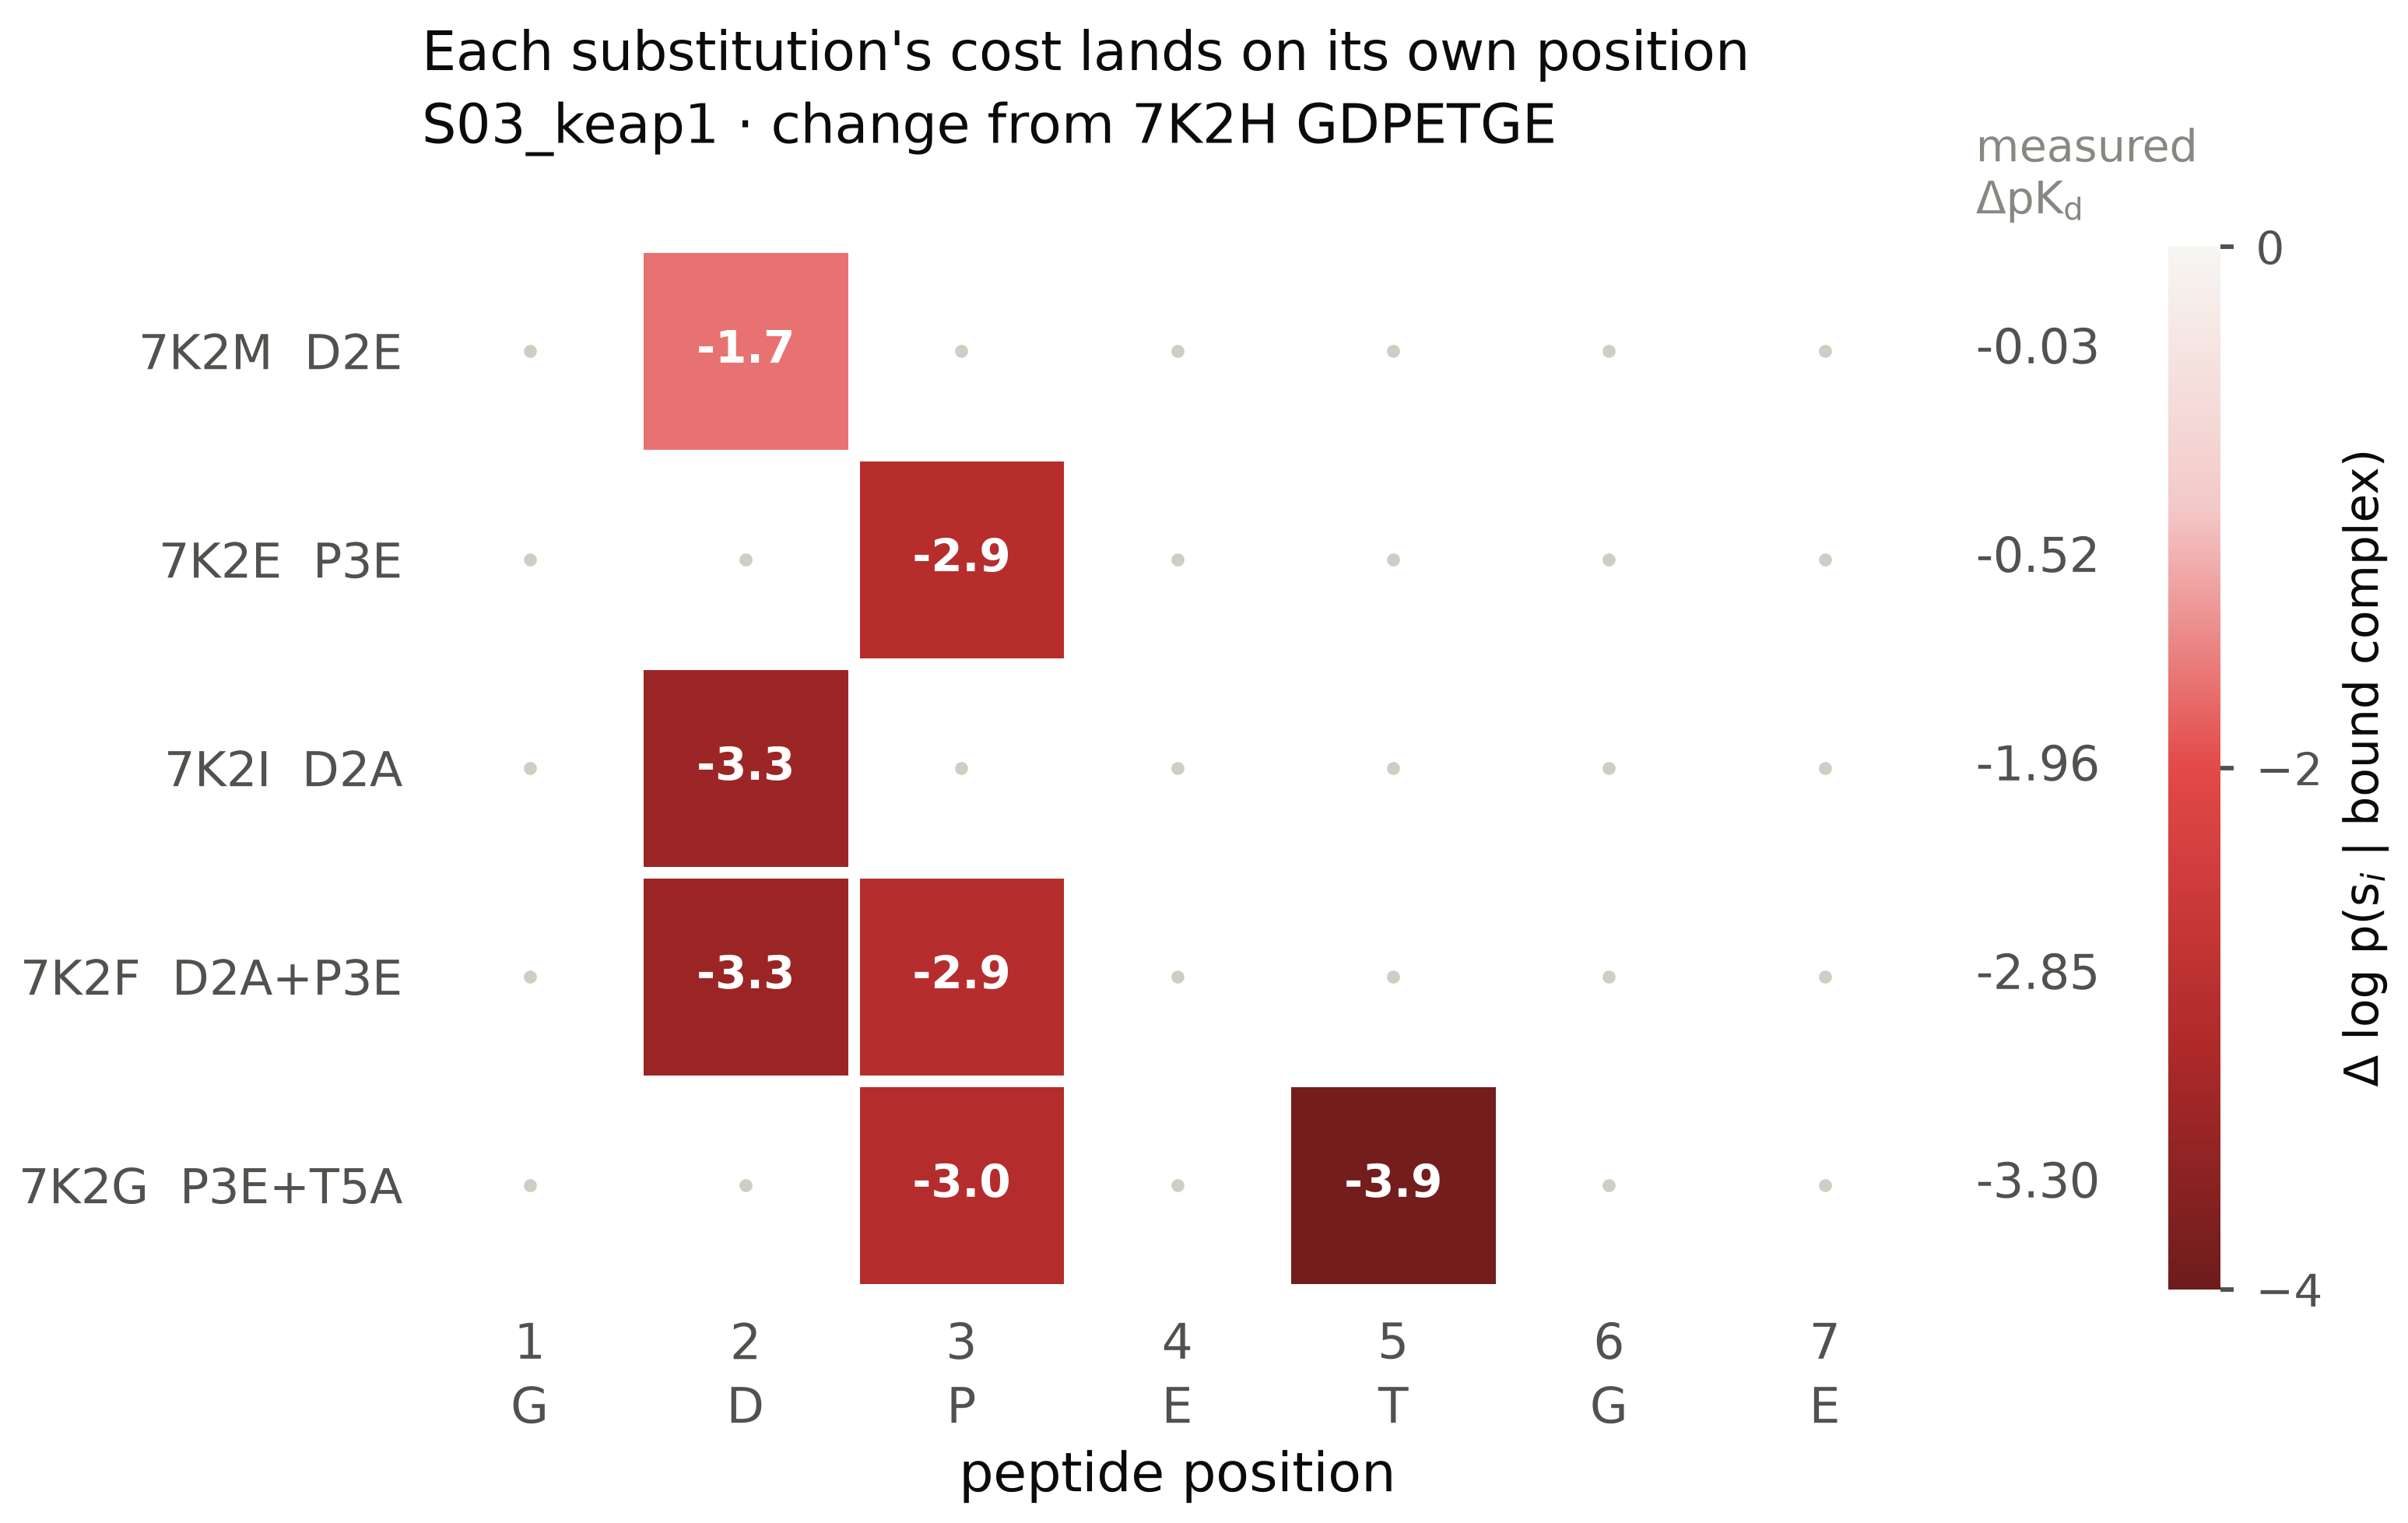 Each substitution's cost lands on its own position
S03_keap1 · change from 7K2H GDPETGE
measured
ΔpKd
0
7K2M D2E -1.7 -0.03
7K2E P3E -2.9 -0.52
7K2I D2A -3.3 -1.96
−2
7K2F D2A+P3E -3.3 -2.9 -2.85
7K2G P3E+T5A -3.0 -3.9 -3.30
−4
Δ log p(si | bound complex)
1 2 3 4 5 6 7
G D P E T G E
peptide position